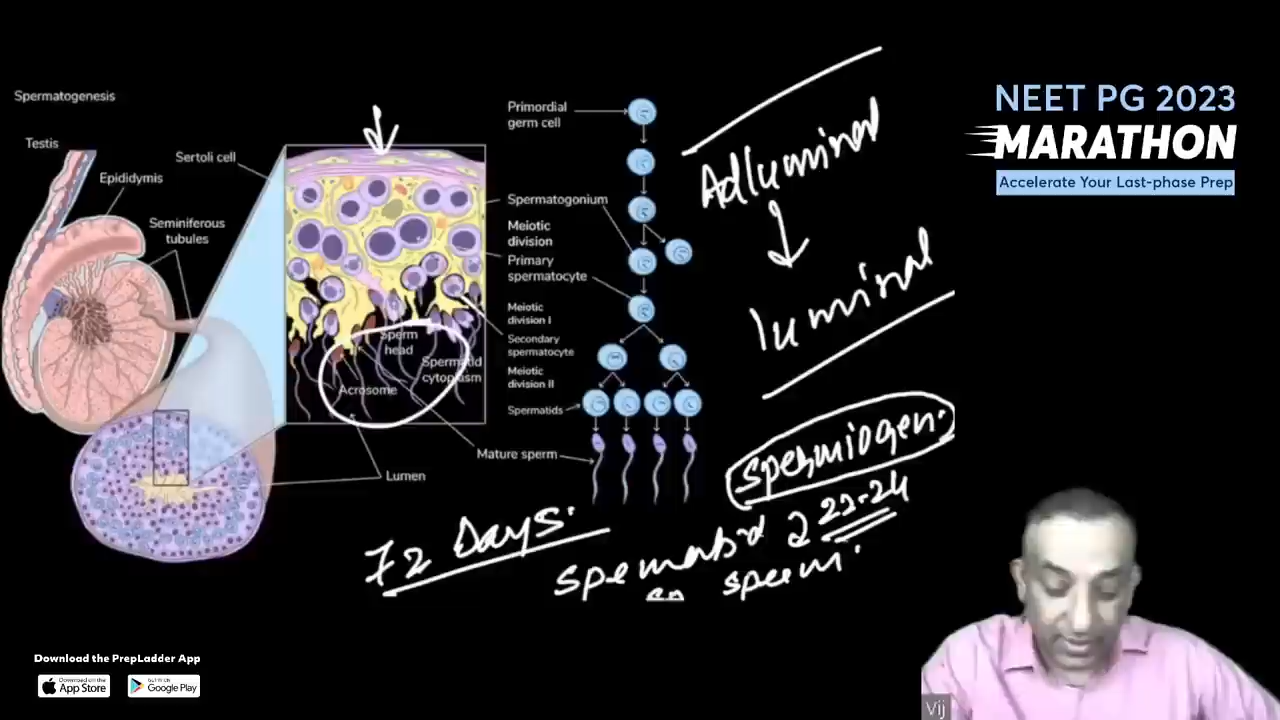 Spermatogenesis
Testis
Epididymis
Sertoli cell
Seminiferous
tubules
Sperm
head
Spermatid
cytoplasm
Acrosome
Lumen
Mature sperm
Primordial
germ cell
Spermatogonium
Meiotic
division
Primary
spermatocyte
Meiotic
division I
Secondary
spermatocyte
Meiotic
division II
Spermatids
Adluminal
luminal
spermiogen.
72 Days.
sperm.
NEET PG 2023
MARATHON
Accelerate Your Last-phase Prep
Download the PrepLadder App
Download on the
App Store
GET IT ON
Google Play
Vij